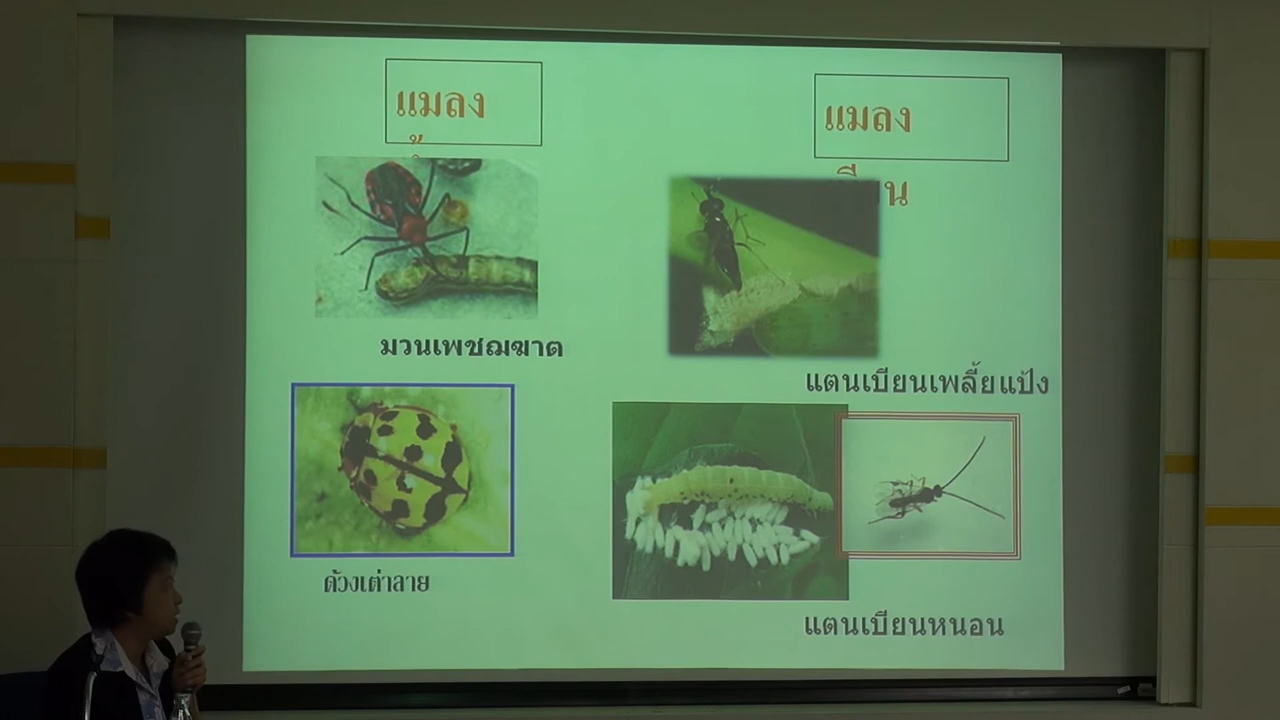 แมลง
แมลง
มวนเพชฌฆาต
แตนเบียนเพลี้ยแป้ง
ด้วงเต่าลาย
แตนเบียนหนอน